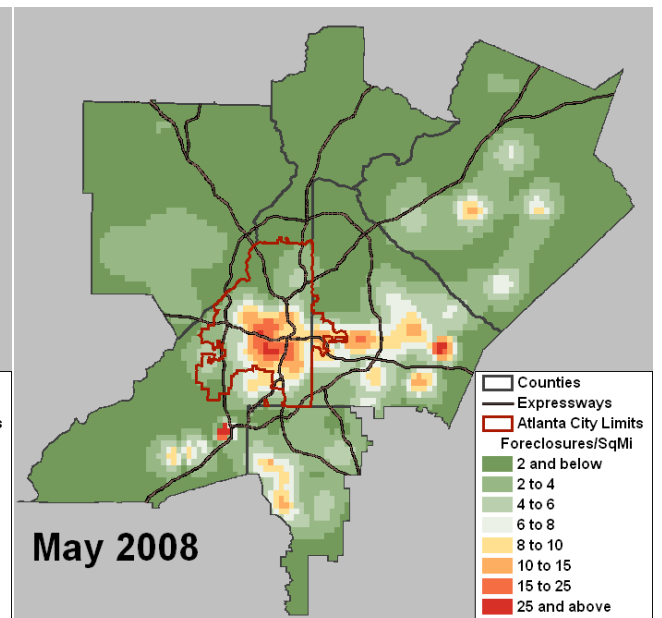 Counties
Expressways
Atlanta City Limits
Foreclosures/SqMi
2 and below
2 to 4
4 to 6
6 to 8
8 to 10
10 to 15
15 to 25
25 and above
May 2008